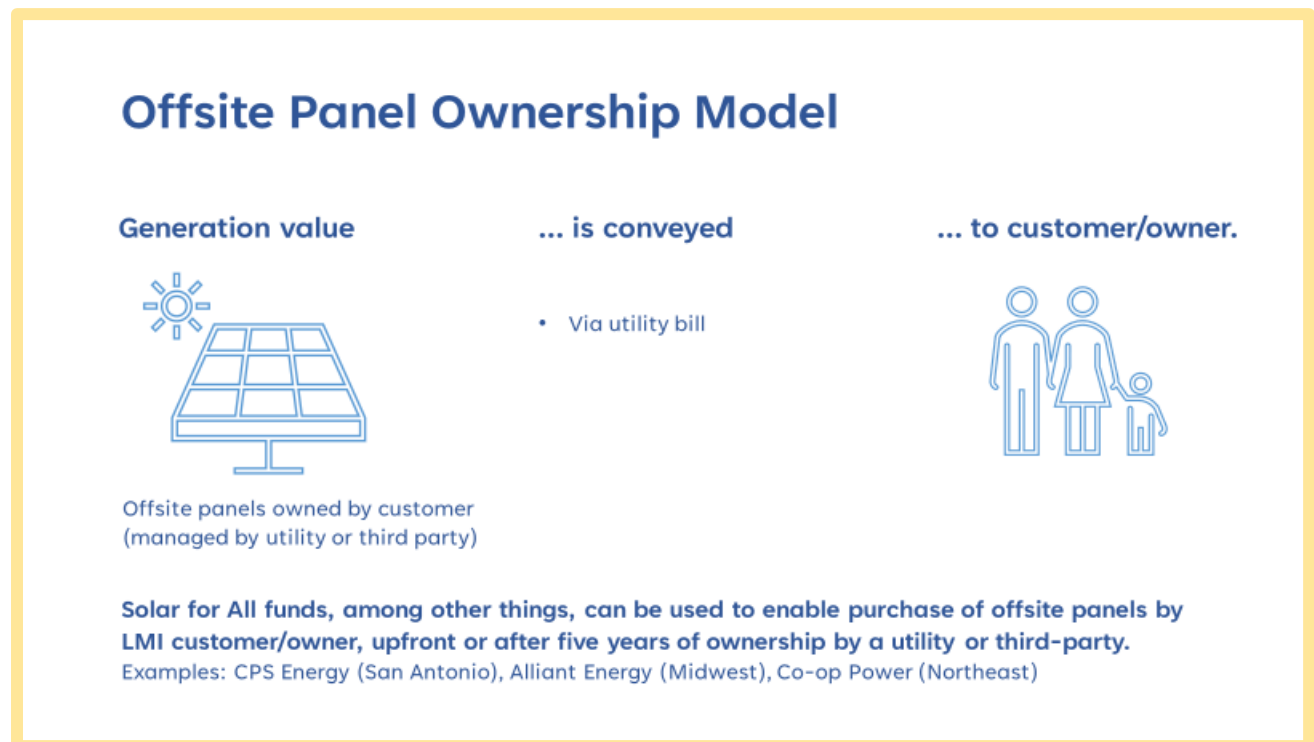 Offsite Panel Ownership Model
Generation value
... is conveyed
... to customer/owner.
• Via utility bill
Offsite panels owned by customer
(managed by utility or third party)
Solar for All funds, among other things, can be used to enable purchase of offsite panels by
LMI customer/owner, upfront or after five years of ownership by a utility or third-party.
Examples: CPS Energy (San Antonio), Alliant Energy (Midwest), Co-op Power (Northeast)